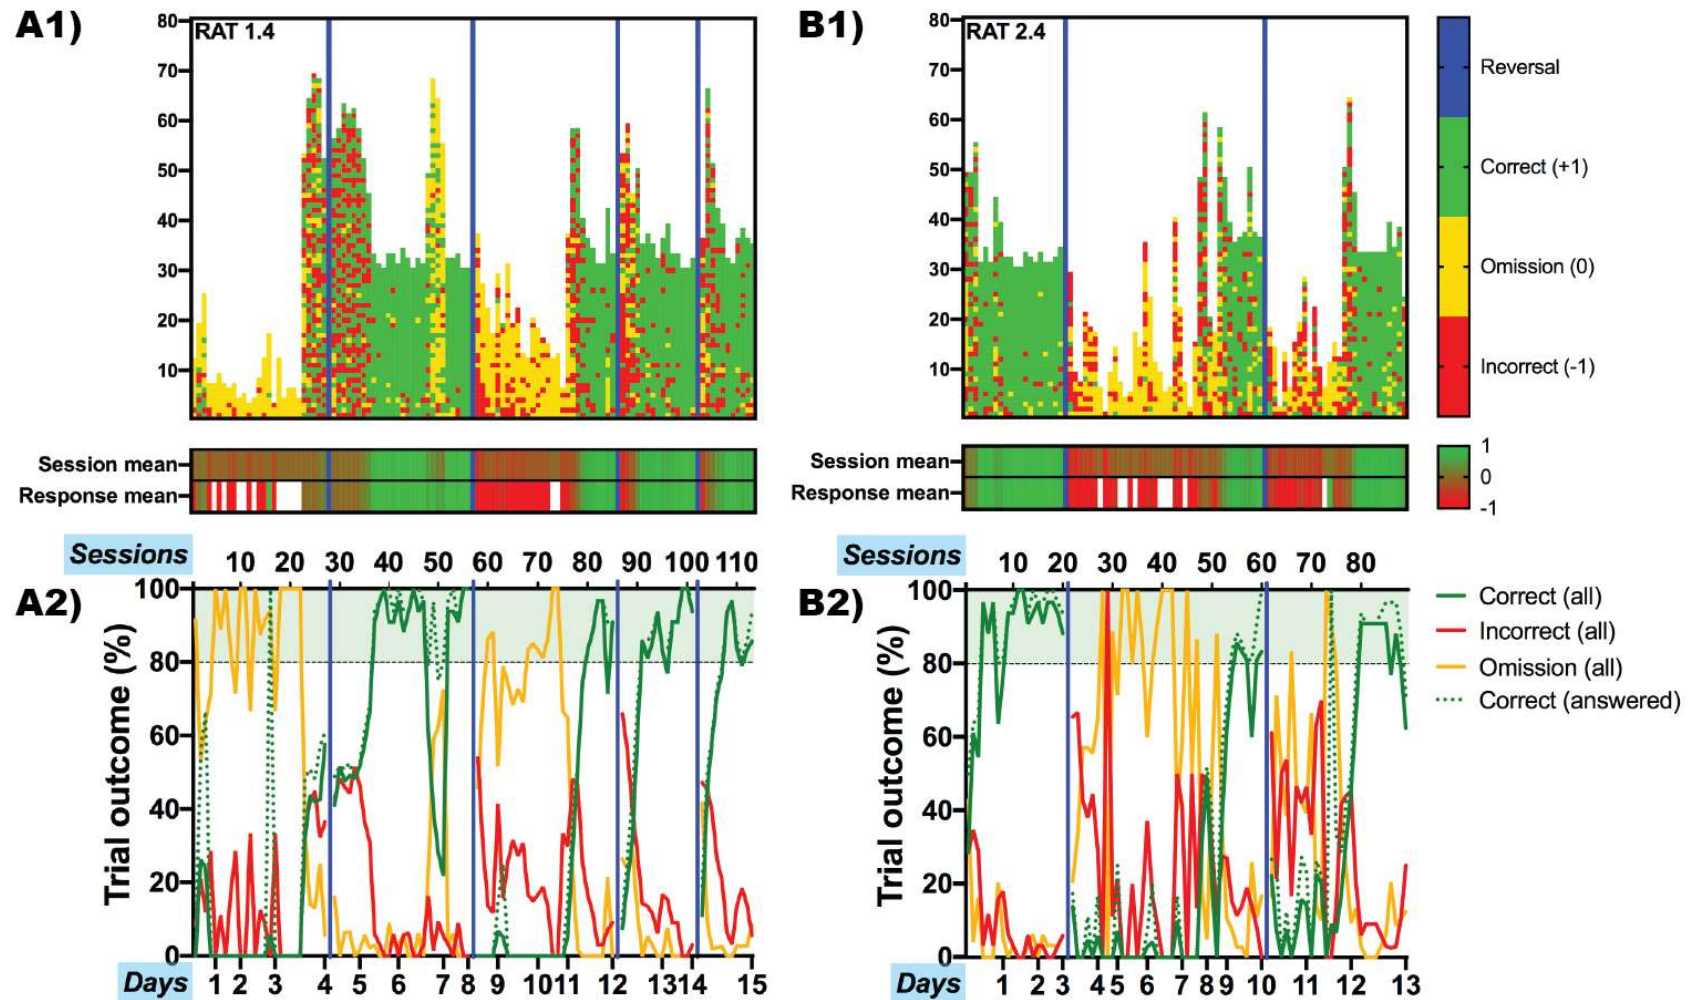 A1)
RAT 1.4
80
70
60
50
40
30
20
10
Session mean
Response mean
B1)
RAT 2.4
80
70
60
50
40
30
20
10
Session mean
Response mean
Reversal
Correct (+1)
Omission (0)
Incorrect (-1)
1
0
-1
A2)
Sessions 10 20 30 40 50 60 70 80 90 100 110
Trial outcome (%)
100
80
60
40
20
0
Days 1 2 3 4 5 6 7 8 9 10 11 12 13 14 15
B2)
Sessions 10 20 30 40 50 60 70 80
Trial outcome (%)
100
80
60
40
20
0
Days 1 2 3 4 5 6 7 8 9 10 11 12 13
Correct (all)
Incorrect (all)
Omission (all)
Correct (answered)